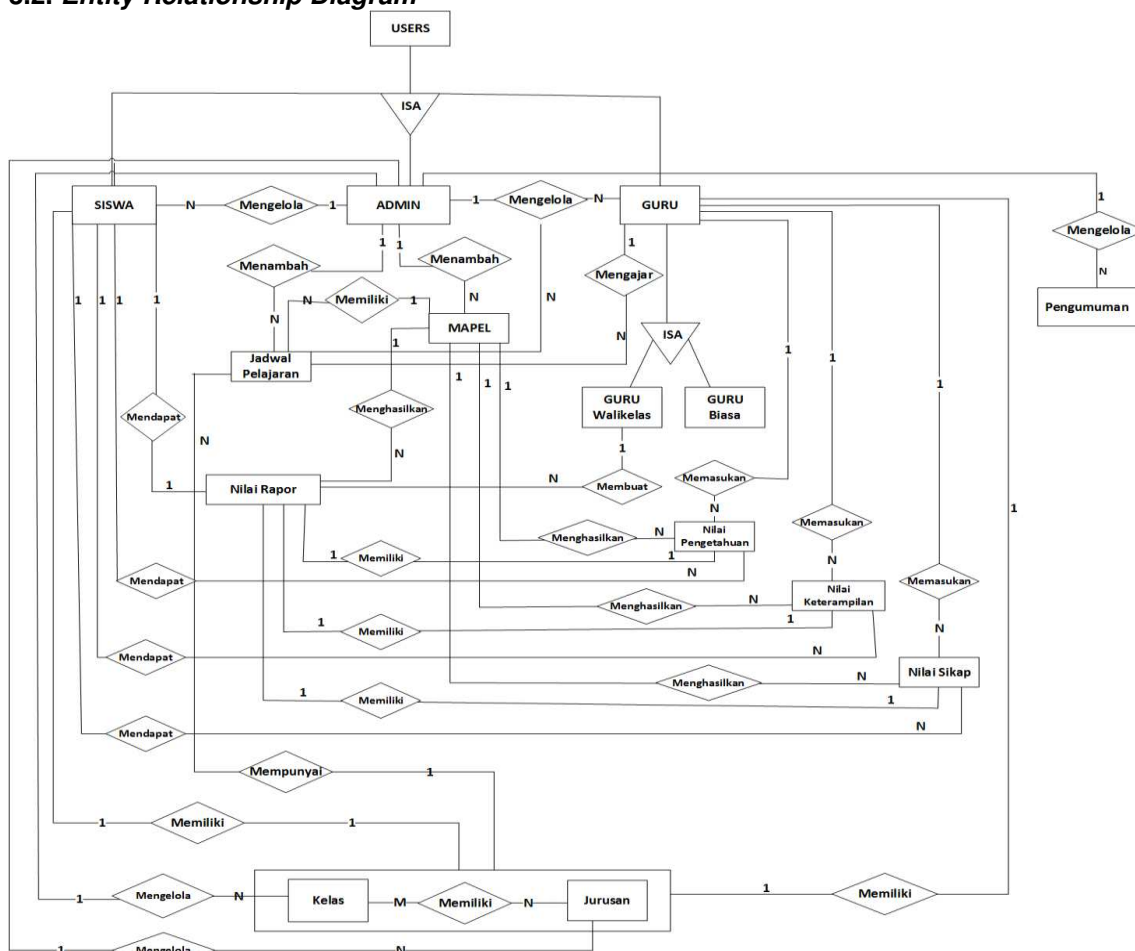 3.2. Entity Relationship Diagram
USERS
ISA
SISWA
N
Mengelola
1
ADMIN
1
Mengelola
N
GURU
1
Mengelola
N
Pengumuman
1
1
Menambah
Menambah
N
N
1
Mengajar
N
N
Memiliki
1
MAPEL
N
ISA
Jadwal
Pelajaran
1
1
1
1
1
1
1
1
1
1
1
1
GURU
Walikelas
GURU
Biasa
Mendapat
Menghasilkan
N
N
1
Memasukan
1
Nilai Rapor
N
Membuat
N
Memasukan
1
Menghasilkan
N
Nilai
Pengetahuan
1
Memiliki
1
N
Mendapat
N
Memasukan
Menghasilkan
N
Nilai
Keterampilan
1
Memiliki
1
N
Mendapat
N
Menghasilkan
N
Nilai Sikap
1
Memiliki
1
Mendapat
N
Mempunyai
1
1
Memiliki
1
1
Mengelola
N
Kelas
M
Memiliki
N
Jurusan
1
Memiliki
1
Mengelola
N